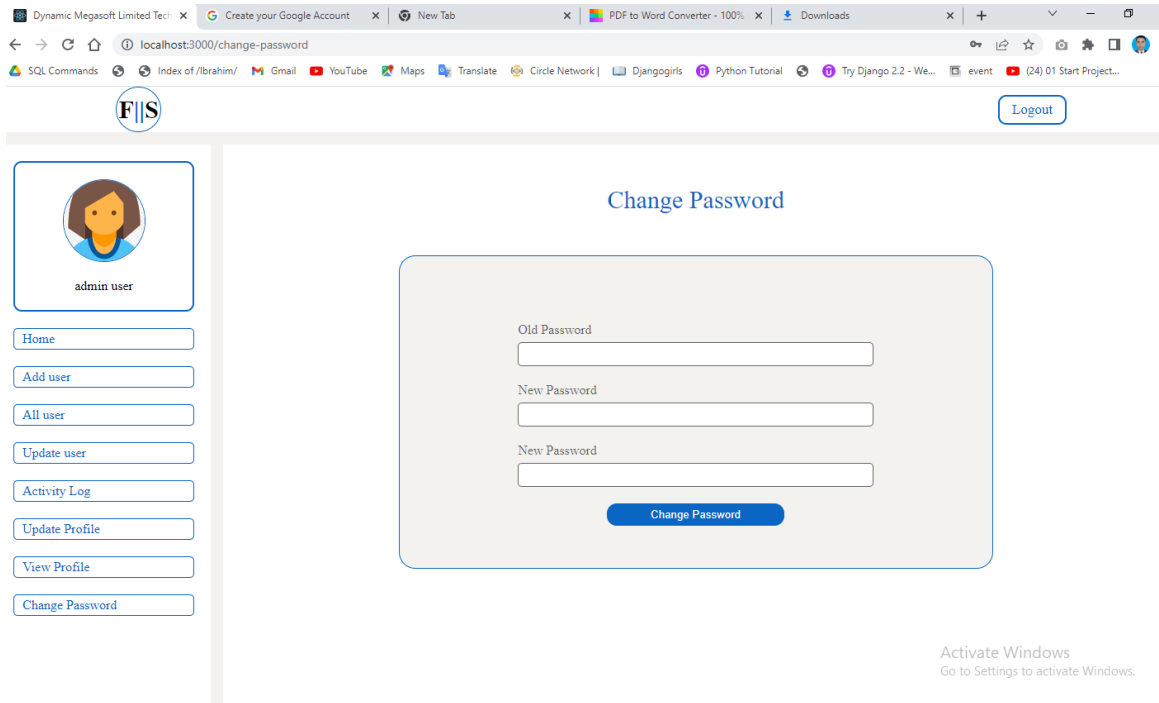 Dynamic Megasoft Limited Tech Create your Google Account New Tab PDF to Word Converter - 100% Downloads
localhost:3000/change-password
SQL Commands Index of /Ibrahim/ Gmail YouTube Maps Translate Circle Network | Djangogirls Python Tutorial Try Django 2.2 - We... event (24) 01 Start Project...
F||S Logout
admin user
Home
Add user
All user
Update user
Activity Log
Update Profile
View Profile
Change Password
Change Password
Old Password
New Password
New Password
Change Password
Activate Windows
Go to Settings to activate Windows.